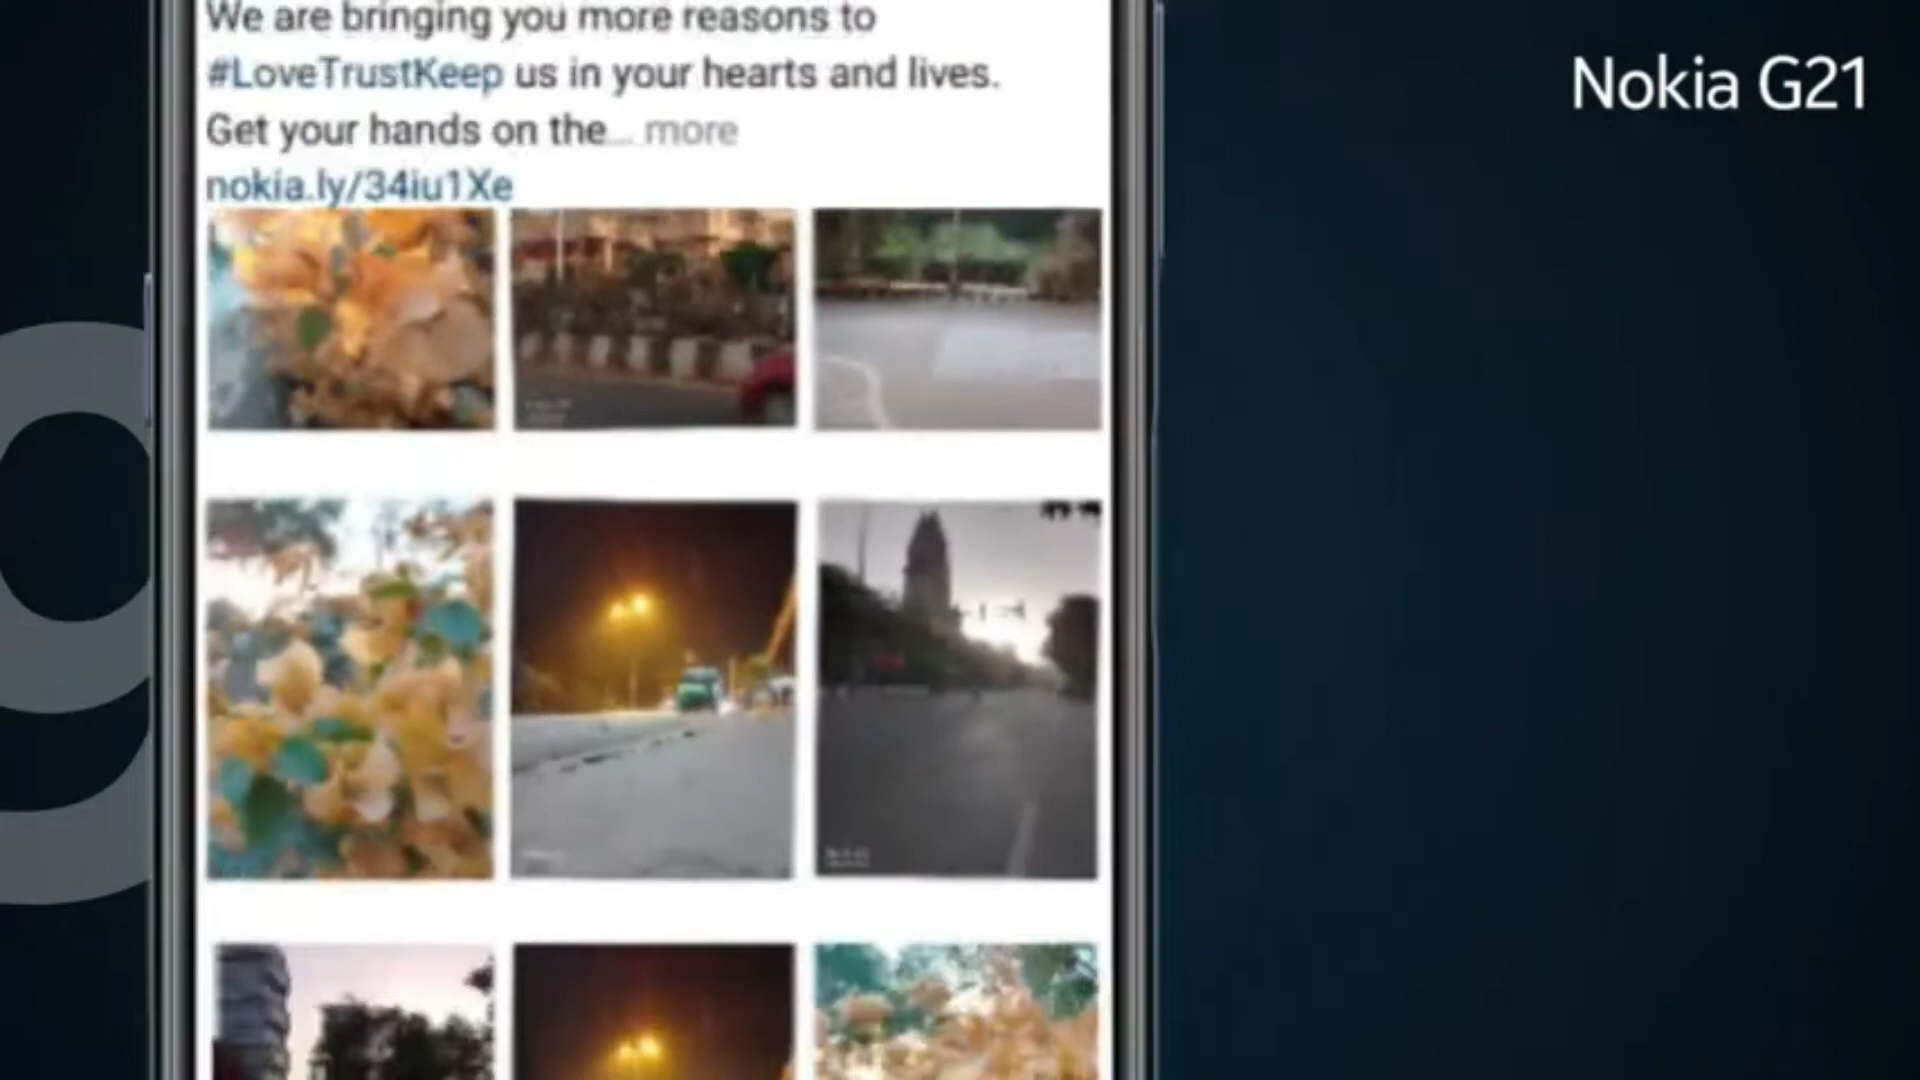 We are bringing you more reasons to
#LoveTrustKeep us in your hearts and lives.
Get your hands on the... more
nokia.ly/34iu1Xe
Nokia G21